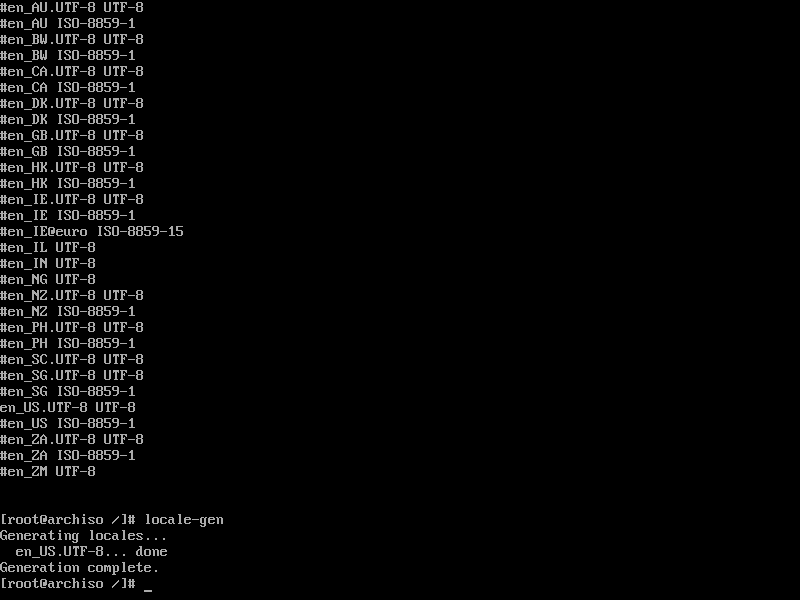 #en_AU.UTF-8 UTF-8
#en_AU ISO-8859-1
#en_BW.UTF-8 UTF-8
#en_BW ISO-8859-1
#en_CA.UTF-8 UTF-8
#en_CA ISO-8859-1
#en_DK.UTF-8 UTF-8
#en_DK ISO-8859-1
#en_GB.UTF-8 UTF-8
#en_GB ISO-8859-1
#en_HK.UTF-8 UTF-8
#en_HK ISO-8859-1
#en_IE.UTF-8 UTF-8
#en_IE ISO-8859-1
#en_IE@euro ISO-8859-15
#en_IL UTF-8
#en_IN UTF-8
#en_NG UTF-8
#en_NZ.UTF-8 UTF-8
#en_NZ ISO-8859-1
#en_PH.UTF-8 UTF-8
#en_PH ISO-8859-1
#en_SC.UTF-8 UTF-8
#en_SG.UTF-8 UTF-8
#en_SG ISO-8859-1
en_US.UTF-8 UTF-8
#en_US ISO-8859-1
#en_ZA.UTF-8 UTF-8
#en_ZA ISO-8859-1
#en_ZM UTF-8
[root@archiso /]# locale-gen
Generating locales...
  en_US.UTF-8... done
Generation complete.
[root@archiso /]# _